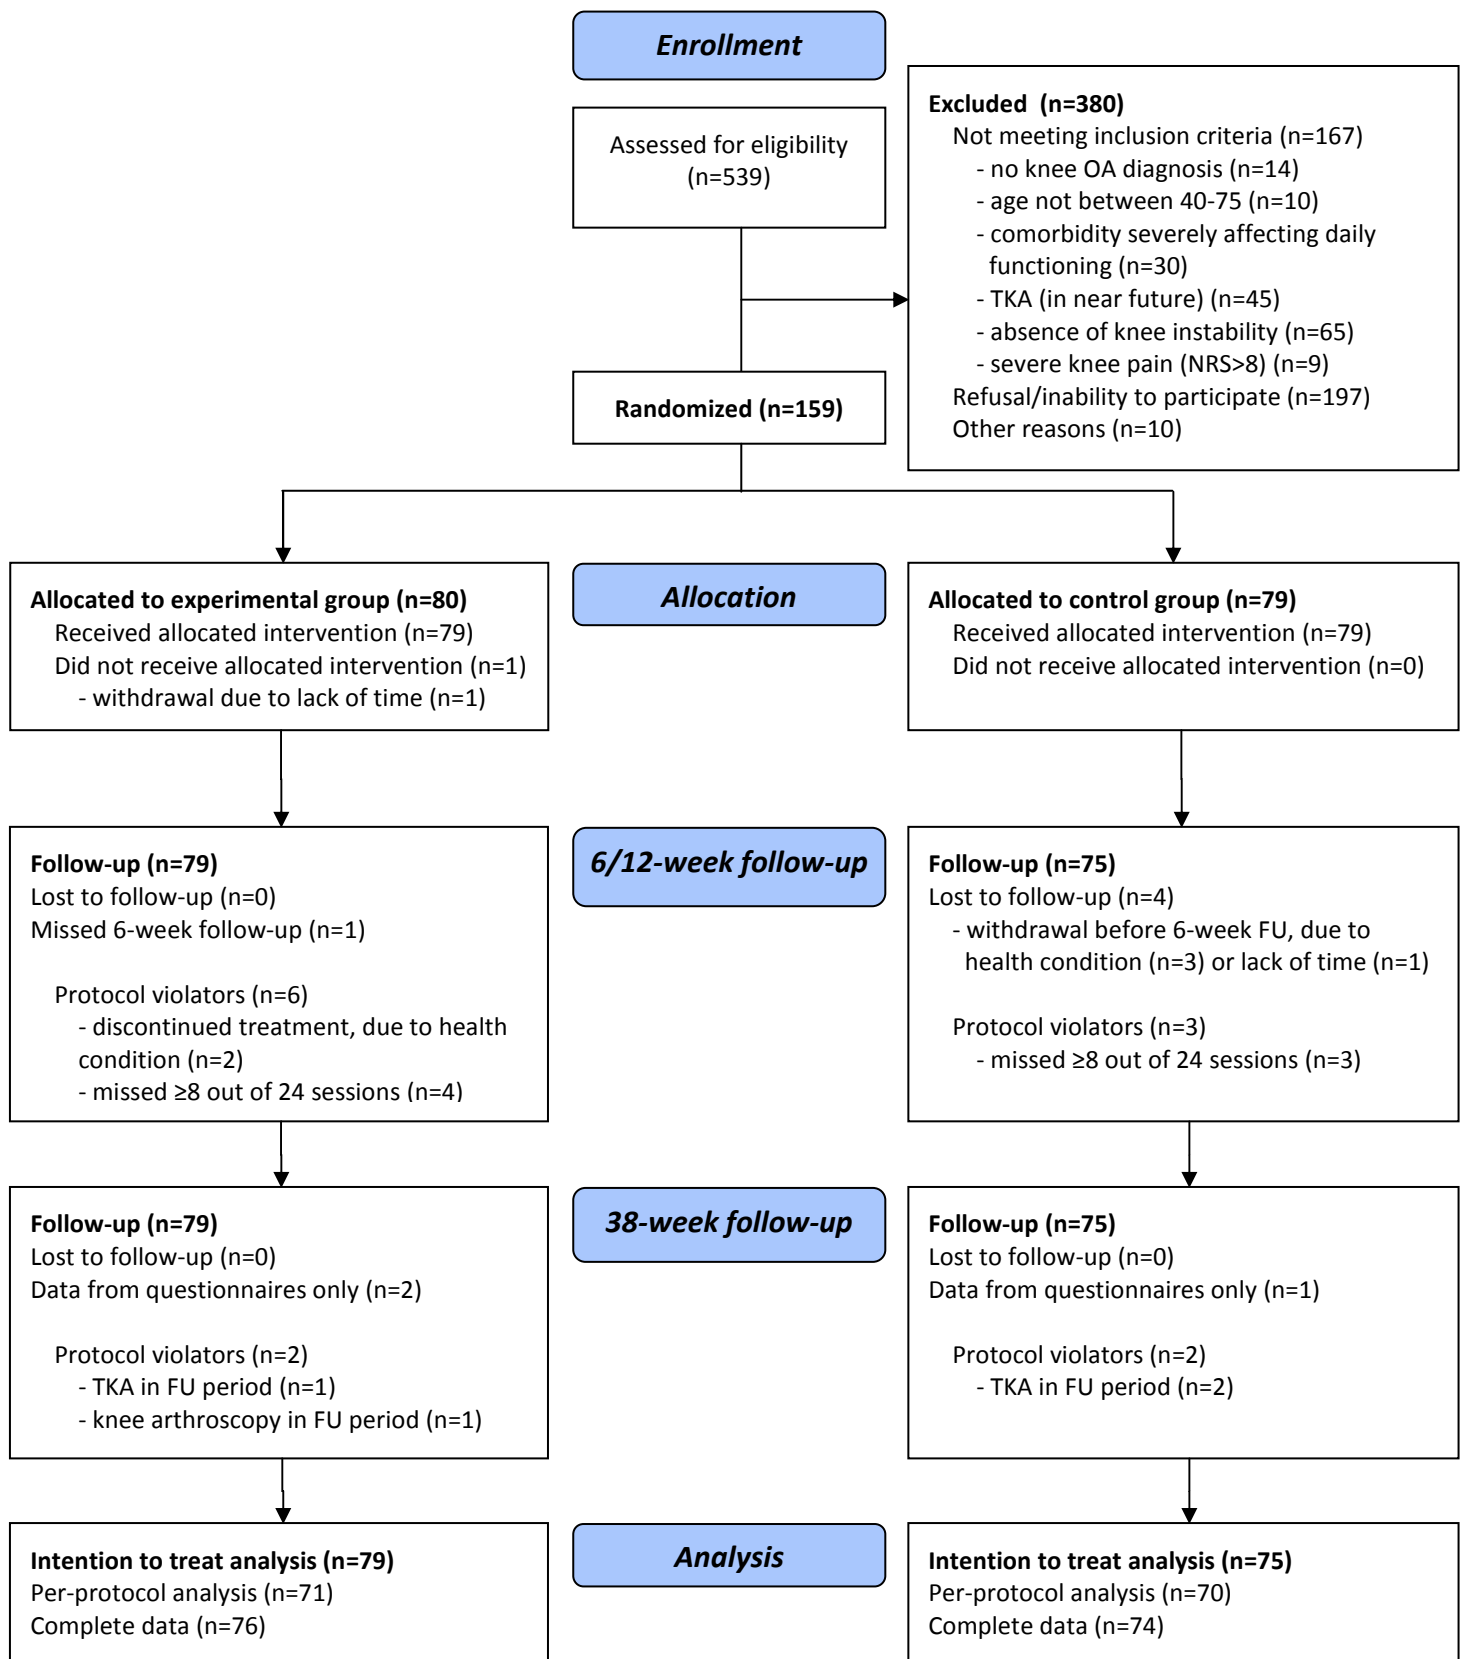 Enrollment
Assessed for eligibility
(n=539)
Excluded  (n=380)
Not meeting inclusion criteria (n=167)
- no knee OA diagnosis (n=14)
- age not between 40-75 (n=10)
- comorbidity severely affecting daily
functioning (n=30)
- TKA (in near future) (n=45)
- absence of knee instability (n=65)
- severe knee pain (NRS>8) (n=9)
Refusal/inability to participate (n=197)
Other reasons (n=10)
Randomized (n=159)
Allocation
Allocated to experimental group (n=80)
Received allocated intervention (n=79)
Did not receive allocated intervention (n=1)
- withdrawal due to lack of time (n=1)
Allocated to control group (n=79)
Received allocated intervention (n=79)
Did not receive allocated intervention (n=0)
6/12-week follow-up
Follow-up (n=79)
Lost to follow-up (n=0)
Missed 6-week follow-up (n=1)
Protocol violators (n=6)
- discontinued treatment, due to health
condition (n=2)
- missed ≥8 out of 24 sessions (n=4)
Follow-up (n=75)
Lost to follow-up (n=4)
- withdrawal before 6-week FU, due to
health condition (n=3) or lack of time (n=1)
Protocol violators (n=3)
- missed ≥8 out of 24 sessions (n=3)
38-week follow-up
Follow-up (n=79)
Lost to follow-up (n=0)
Data from questionnaires only (n=2)
Protocol violators (n=2)
- TKA in FU period (n=1)
- knee arthroscopy in FU period (n=1)
Follow-up (n=75)
Lost to follow-up (n=0)
Data from questionnaires only (n=1)
Protocol violators (n=2)
- TKA in FU period (n=2)
Analysis
Intention to treat analysis (n=79)
Per-protocol analysis (n=71)
Complete data (n=76)
Intention to treat analysis (n=75)
Per-protocol analysis (n=70)
Complete data (n=74)